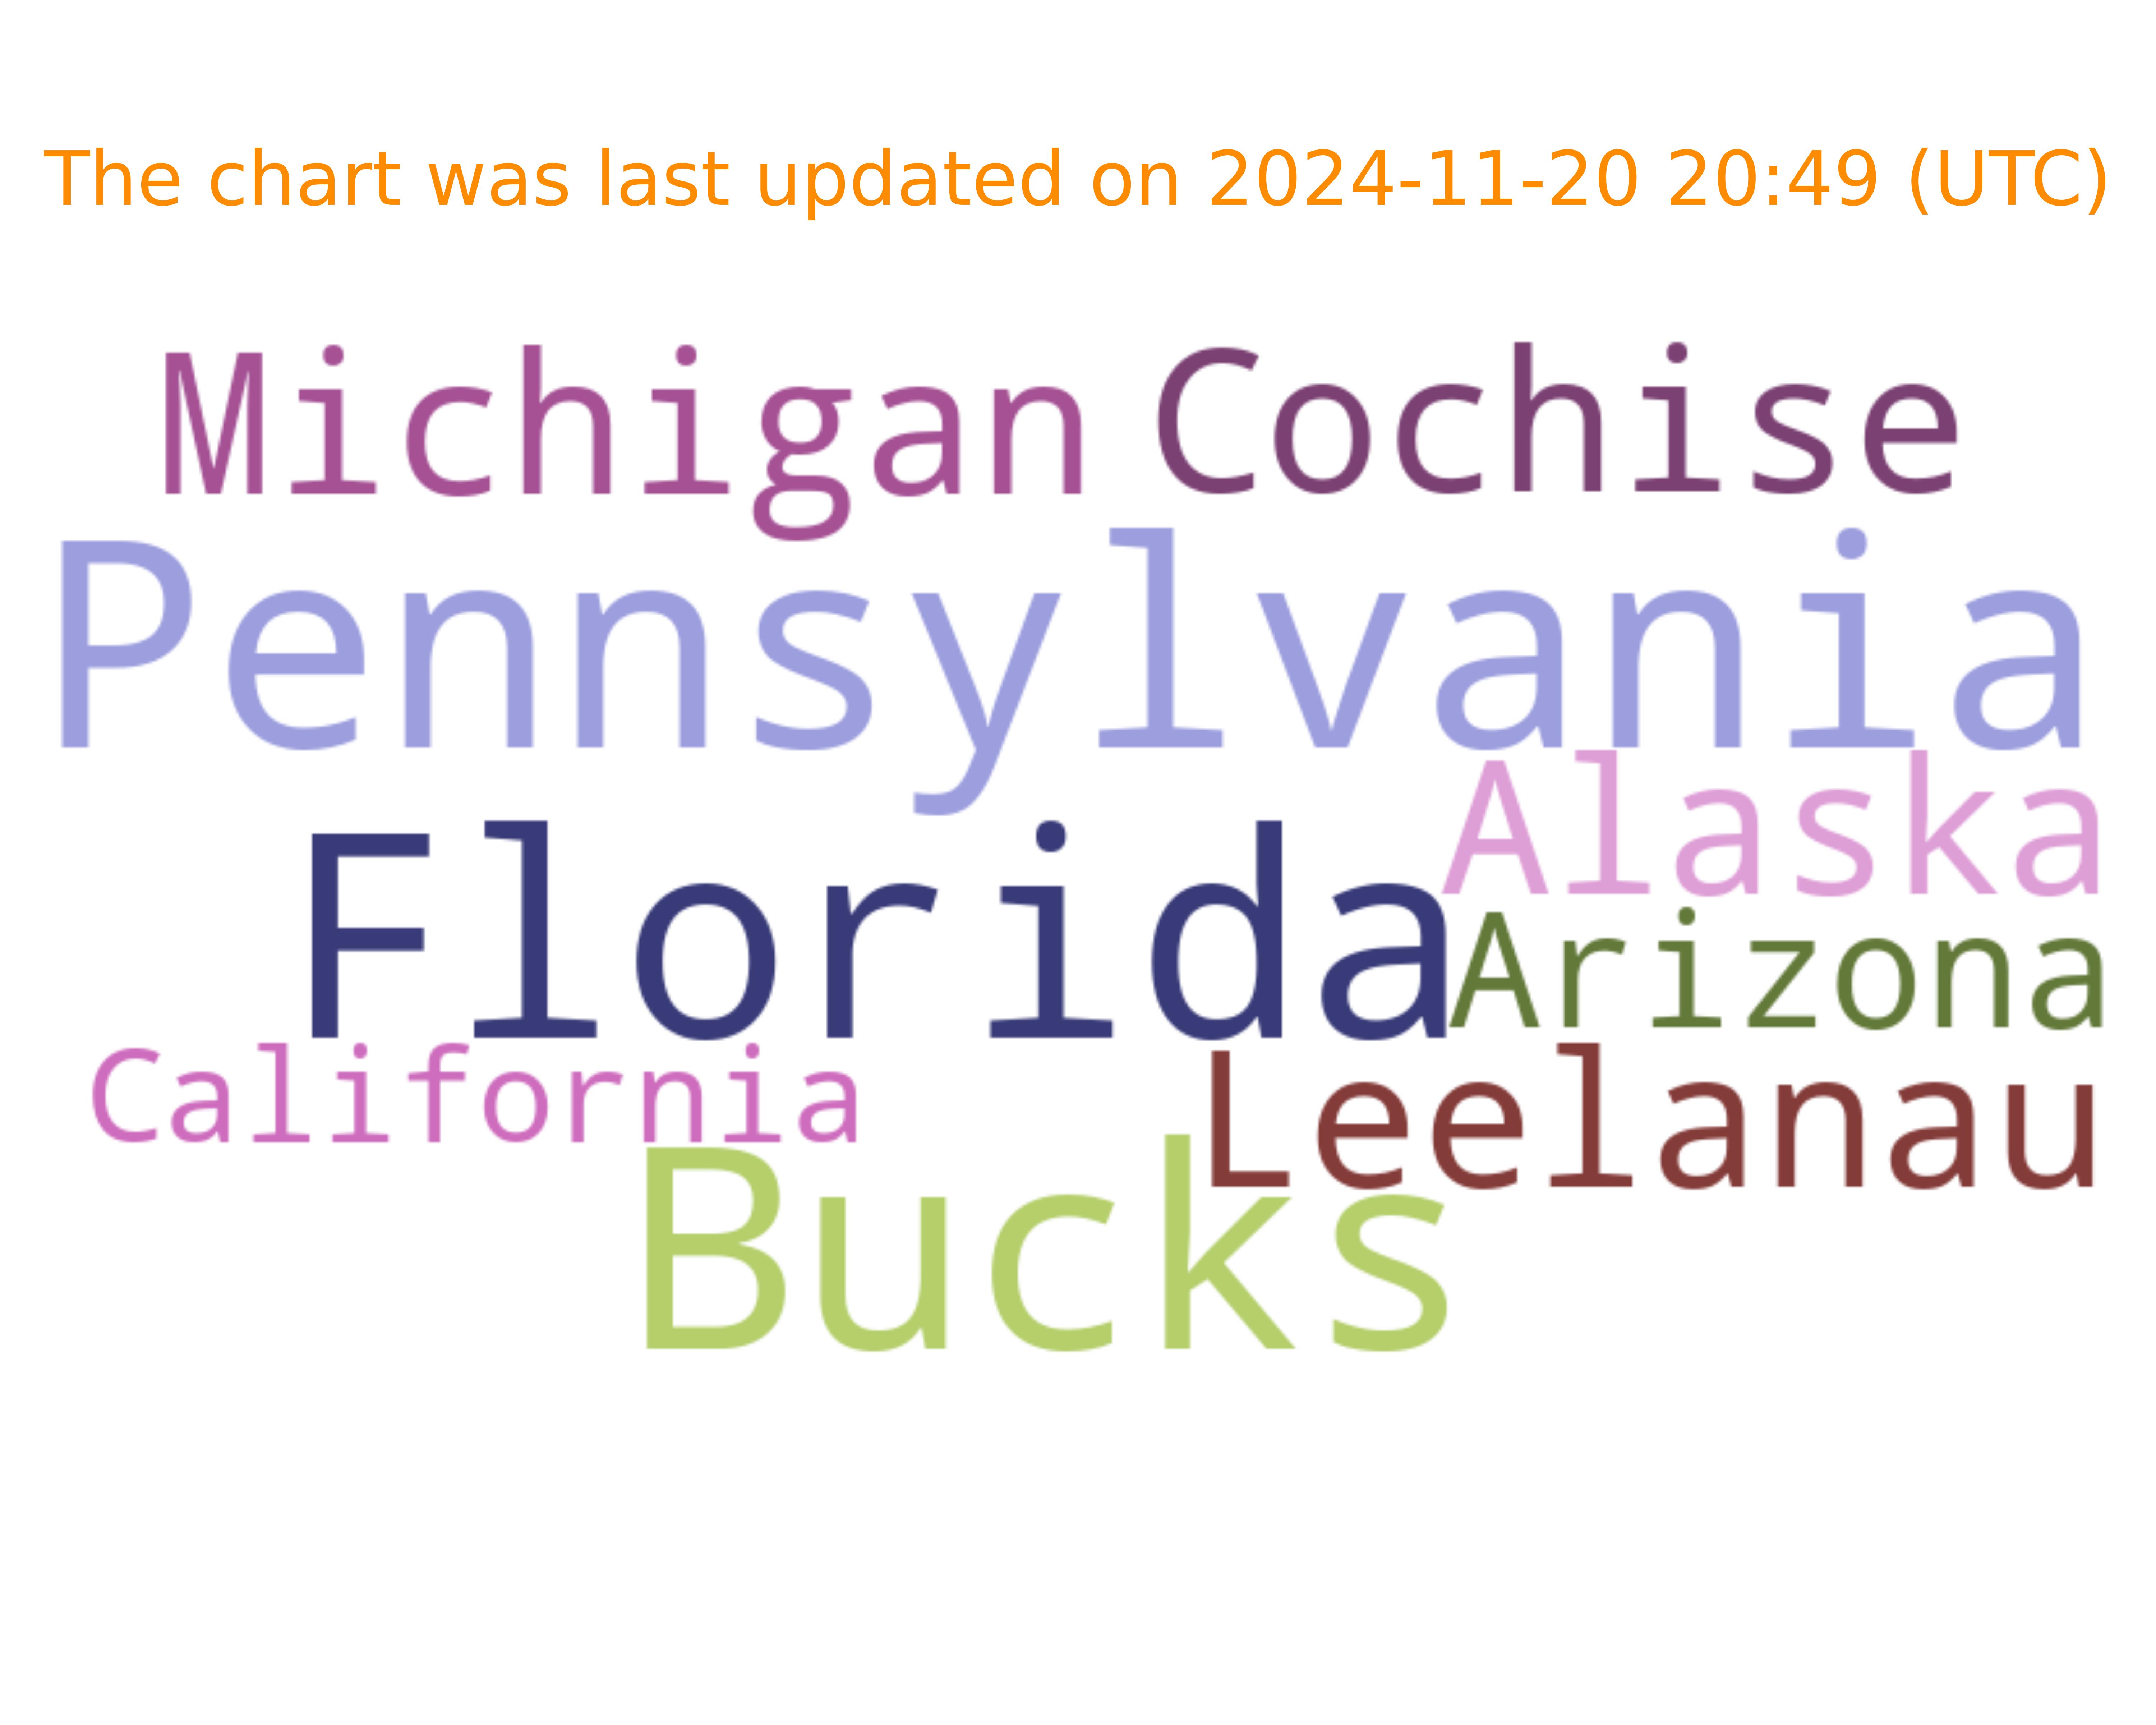 The chart was last updated on 2024-11-20 20:49 (UTC)
Michigan Cochise
Pennsylvania
Alaska
Florida
Arizona
California
Leelanau
Bucks